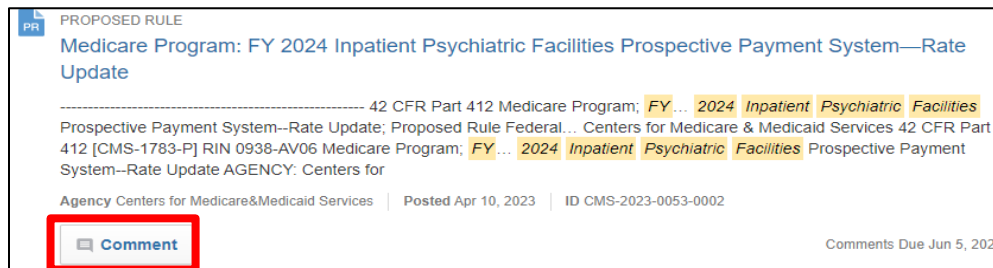 PR
PROPOSED RULE
Medicare Program: FY 2024 Inpatient Psychiatric Facilities Prospective Payment System—Rate
Update
------------------------------------------------------- 42 CFR Part 412 Medicare Program; FY… 2024 Inpatient Psychiatric Facilities
Prospective Payment System--Rate Update; Proposed Rule Federal… Centers for Medicare & Medicaid Services 42 CFR Part
412 [CMS-1783-P] RIN 0938-AV06 Medicare Program; FY… 2024 Inpatient Psychiatric Facilities Prospective Payment
System--Rate Update AGENCY: Centers for
Agency Centers for Medicare&Medicaid Services | Posted Apr 10, 2023 | ID CMS-2023-0053-0002
Comment
Comments Due Jun 5, 202